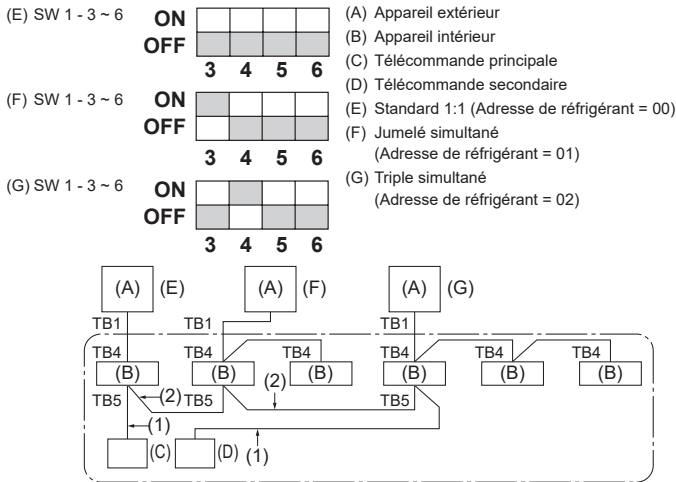 (E) SW 1 - 3 ~ 6
ON
OFF
3 4 5 6
(F) SW 1 - 3 ~ 6
ON
OFF
3 4 5 6
(G) SW 1 - 3 ~ 6
ON
OFF
3 4 5 6
(A) Appareil extérieur
(B) Appareil intérieur
(C) Télécommande principale
(D) Télécommande secondaire
(E) Standard 1:1 (Adresse de réfrigérant = 00)
(F) Jumelé simultané
(Adresse de réfrigérant = 01)
(G) Triple simultané
(Adresse de réfrigérant = 02)
(A) (E) (A) (F) (A) (G)
TB1 TB1 TB1
TB4 TB4 TB4 TB4 TB4 TB4
(B) (B) (B) (B) (B) (B)
TB5 (2) TB5 (2) TB5
(1)
(C) (D) (1)